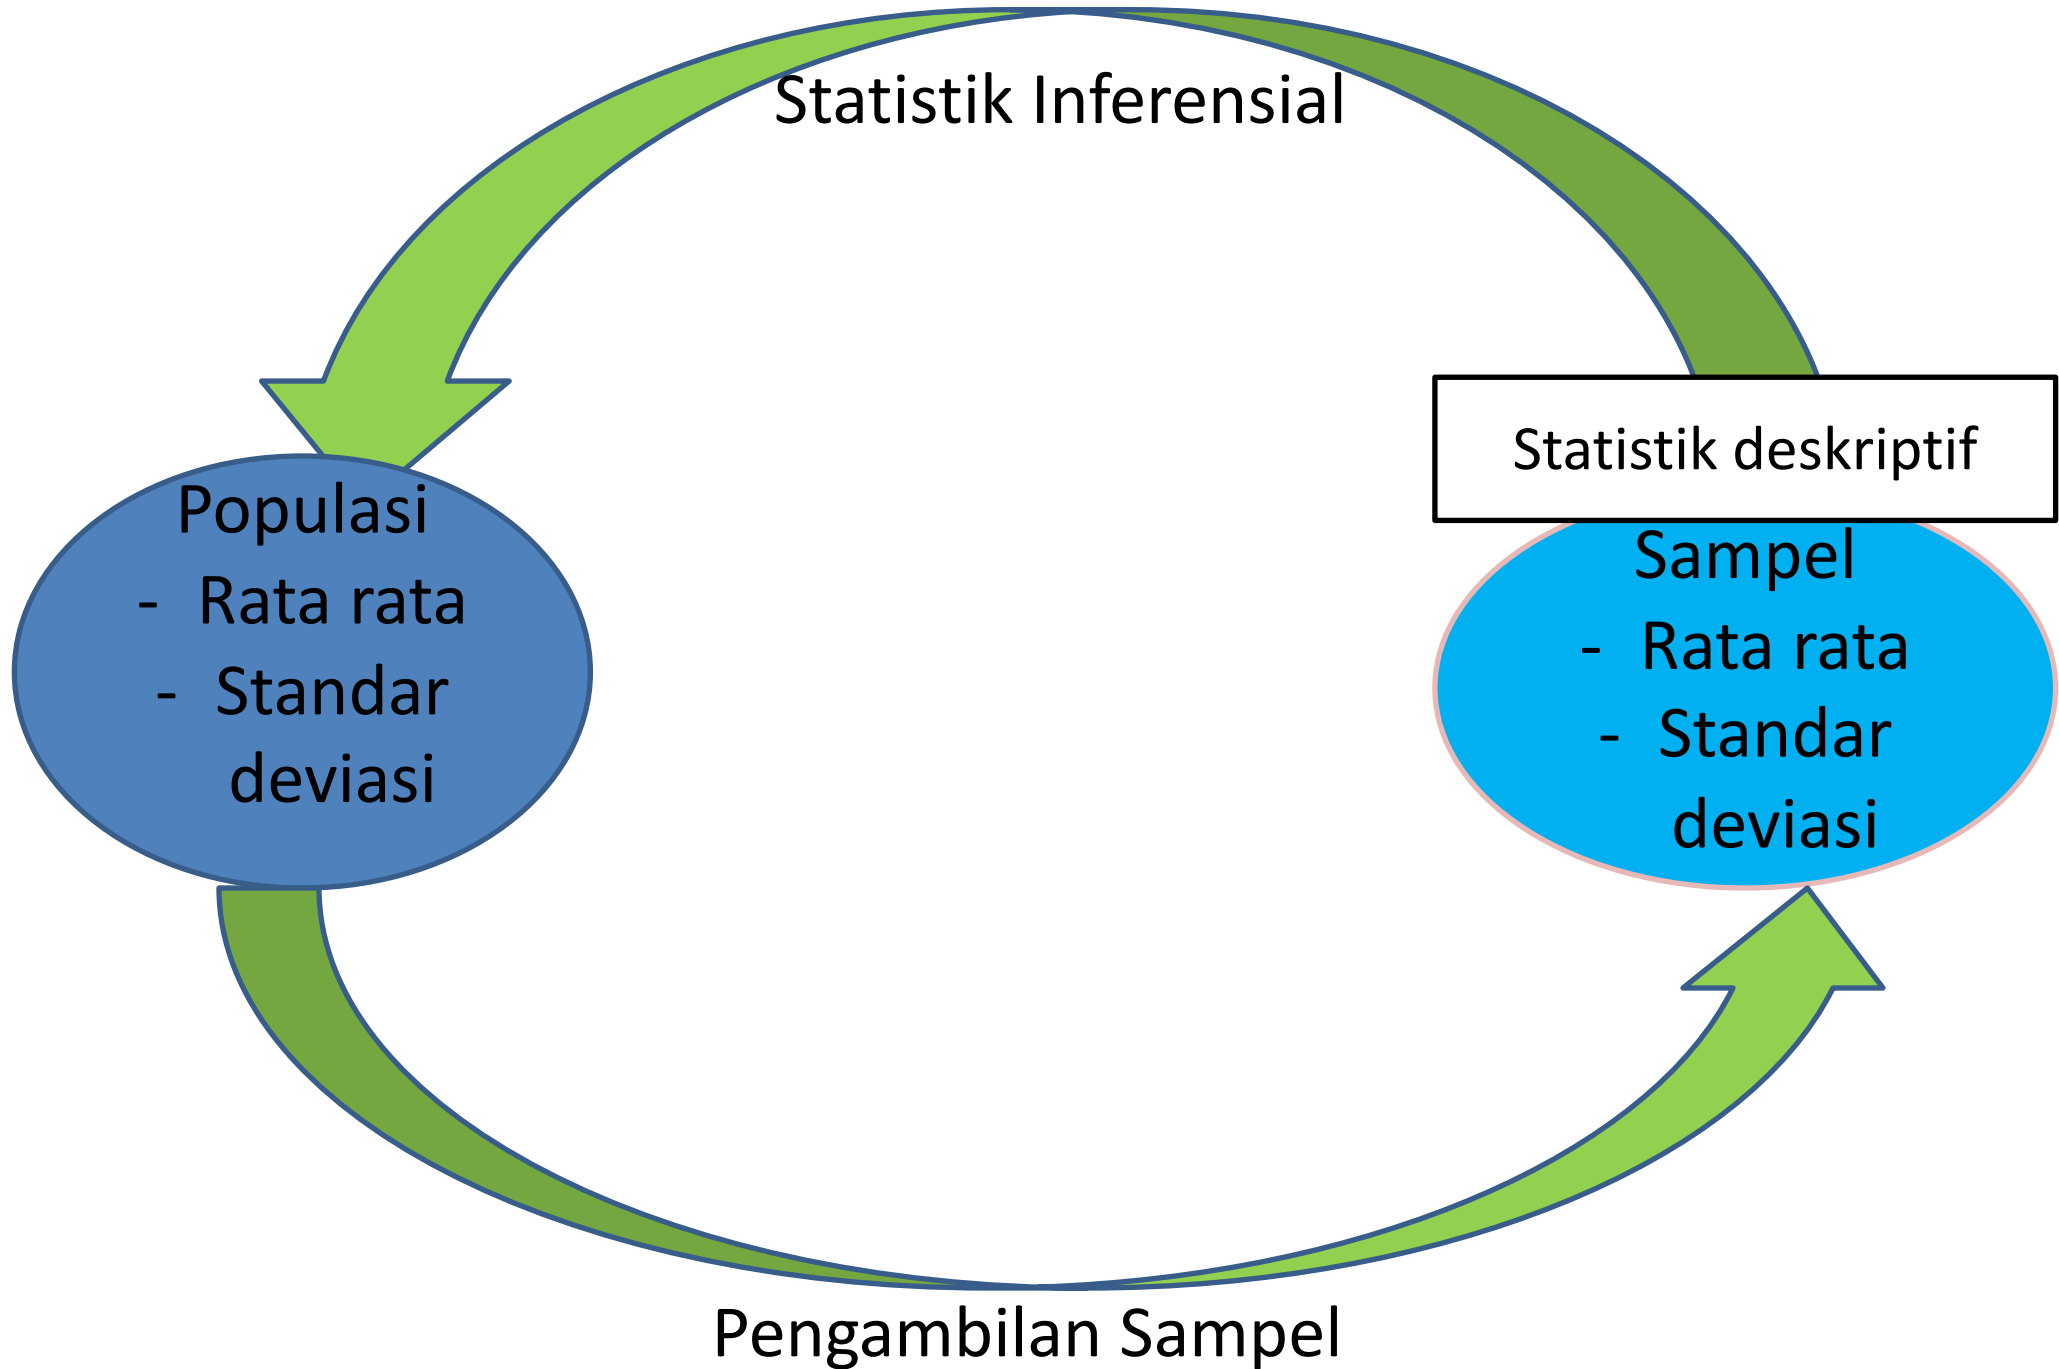 Statistik Inferensial
Populasi
- Rata rata
- Standar
deviasi
Statistik deskriptif
Sampel
- Rata rata
- Standar
deviasi
Pengambilan Sampel